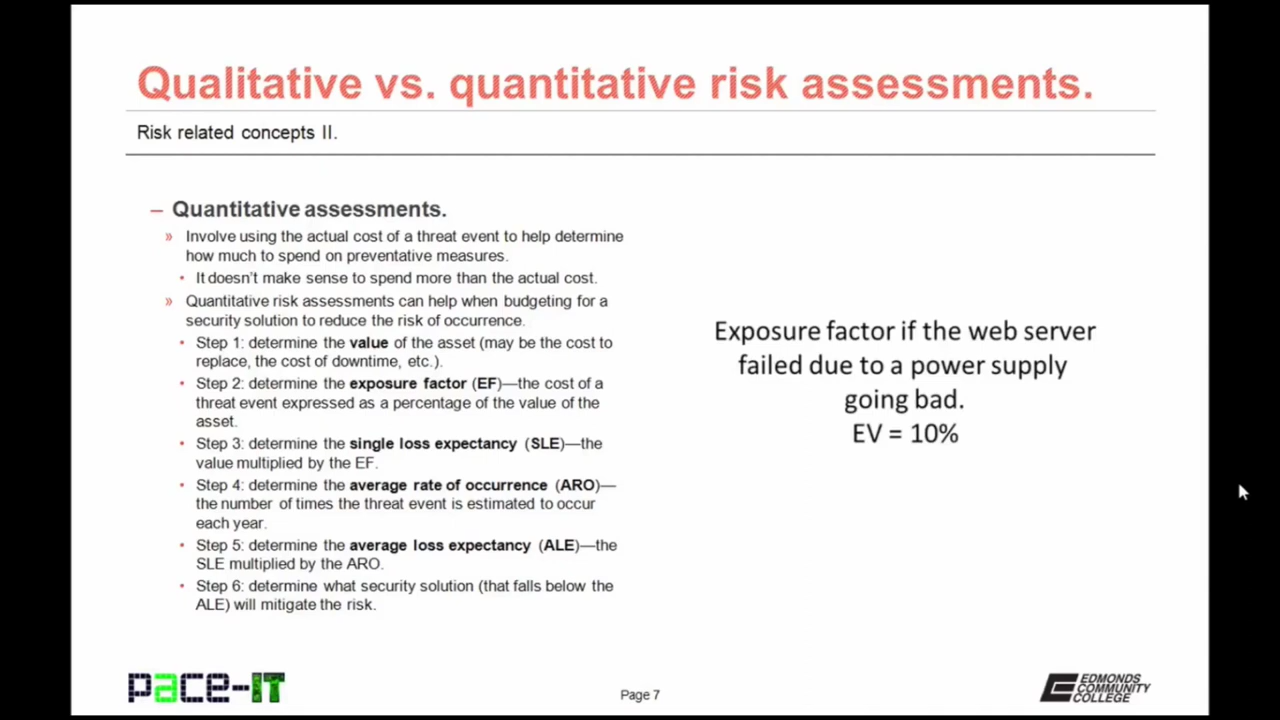 Qualitative vs. quantitative risk assessments.
Risk related concepts II.
– Quantitative assessments.
» Involve using the actual cost of a threat event to help determine
how much to spend on preventative measures.
• It doesn't make sense to spend more than the actual cost.
» Quantitative risk assessments can help when budgeting for a
security solution to reduce the risk of occurrence.
• Step 1: determine the value of the asset (may be the cost to
replace, the cost of downtime, etc.).
• Step 2: determine the exposure factor (EF)—the cost of a
threat event expressed as a percentage of the value of the
asset.
• Step 3: determine the single loss expectancy (SLE)—the
value multiplied by the EF.
• Step 4: determine the average rate of occurrence (ARO)—
the number of times the threat event is estimated to occur
each year.
• Step 5: determine the average loss expectancy (ALE)—the
SLE multiplied by the ARO.
• Step 6: determine what security solution (that falls below the
ALE) will mitigate the risk.
Exposure factor if the web server
failed due to a power supply
going bad.
EV = 10%
pace-IT
Page 7
EDMONDS
COMMUNITY
COLLEGE